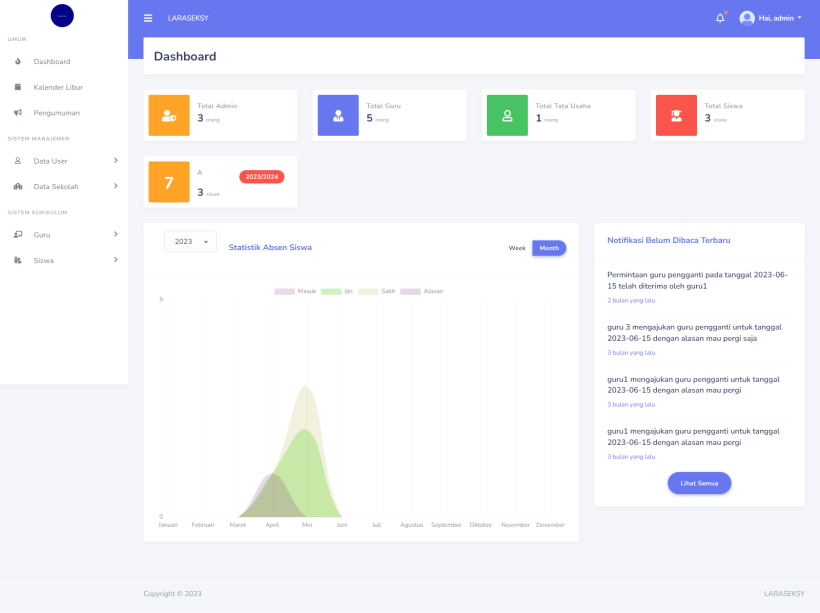 LARASEKSY
Hai, admin
UMUM
Dashboard
Kalender Libur
Pengumuman
SISTEM MANAJEMEN
Data User
Data Sekolah
SISTEM KURIKULUM
Guru
Siswa
Dashboard
Total Admin
3 orang
Total Guru
5 orang
Total Tata Usaha
1 orang
Total Siswa
3 siswa
7
A
3 siswa
2023/2024
2023
Statistik Absen Siswa
Week
Month
Masuk
Ijin
Sakit
Alasan
5
0
Januari
Februari
Maret
April
Mei
Juni
Juli
Agustus
September
Oktober
November
Desember
Notifikasi Belum Dibaca Terbaru
Permintaan guru pengganti pada tanggal 2023-06-
15 telah diterima oleh guru1
2 bulan yang lalu
guru 3 mengajukan guru pengganti untuk tanggal
2023-06-15 dengan alasan mau pergi saja
3 bulan yang lalu
guru1 mengajukan guru pengganti untuk tanggal
2023-06-15 dengan alasan mau pergi
3 bulan yang lalu
guru1 mengajukan guru pengganti untuk tanggal
2023-06-15 dengan alasan mau pergi
3 bulan yang lalu
Lihat Semua
Copyright © 2023
LARASEKSY